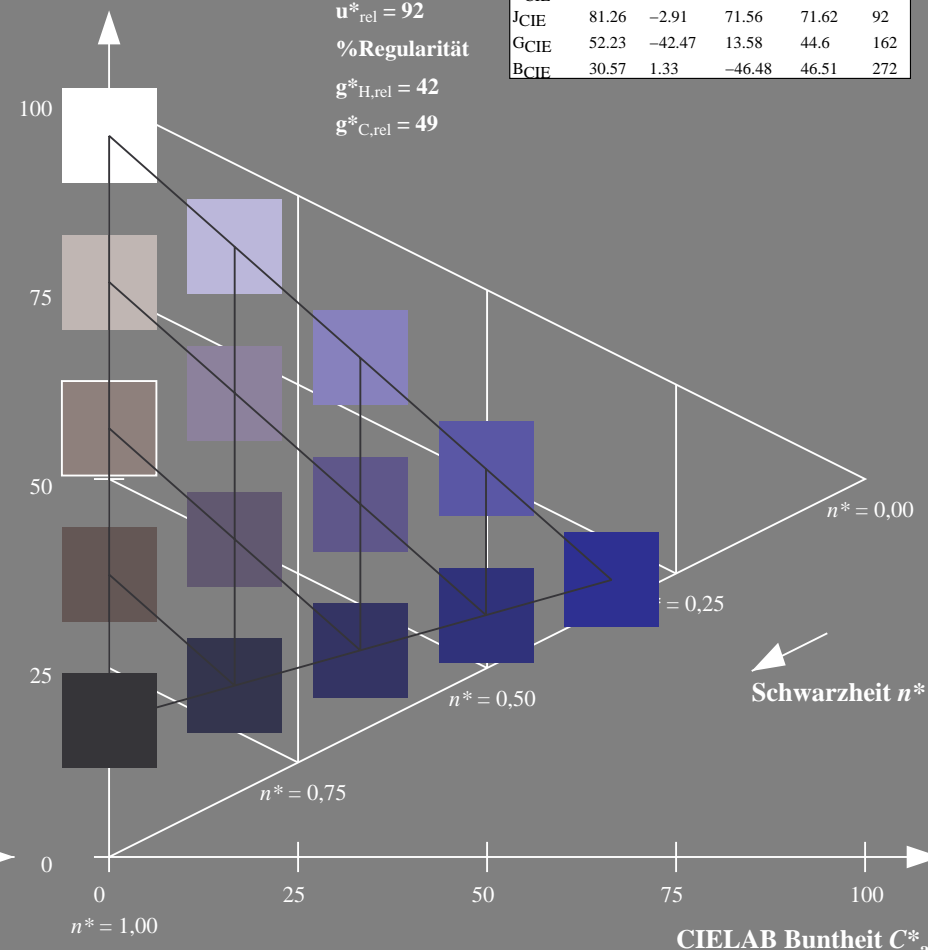 u*rel = 92
%Regularität
g*H,rel = 42
g*C,rel = 49
JCIE 81.26 −2.91 71.56 71.62 92
GCIE 52.23 −42.47 13.58 44.6 162
BCIE 30.57 1.33 −46.48 46.51 272
100
75
50
n* = 0,00
= 0,25
25
Schwarzheit n*
n* = 0,50
n* = 0,75
0
0 25 50 75 100
n* = 1,00
CIELAB Buntheit C*a